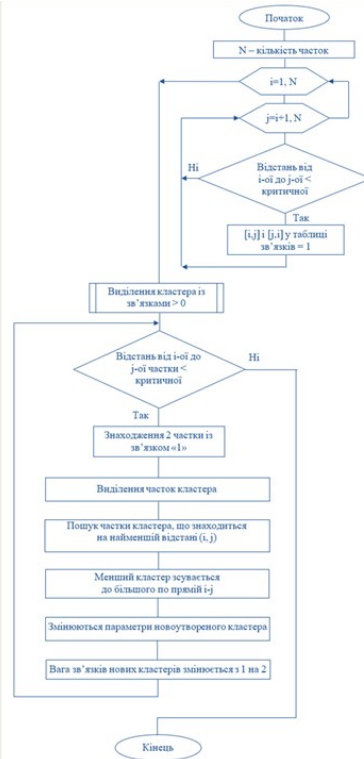 Початок
N – кількість часток
i=1, N
j=i+1, N
Ні
Відстань від
i-ої до j-ої <
критичної
Так
[i,j] і [j,i] у таблиці
зв'язків = 1
Виділення кластера із
зв'язками > 0
Відстань від i-ої до
j-ої частки <
критичної
Ні
Так
Знаходження 2 частки із
зв'язком «1»
Виділення часток кластера
Пошук частки кластера, що знаходиться
на найменшій відстані (i, j)
Менший кластер зсувається
до більшого по прямій i-j
Змінюються параметри новоутвореного кластера
Вага зв'язків нових кластерів змінюється з 1 на 2
Кінець